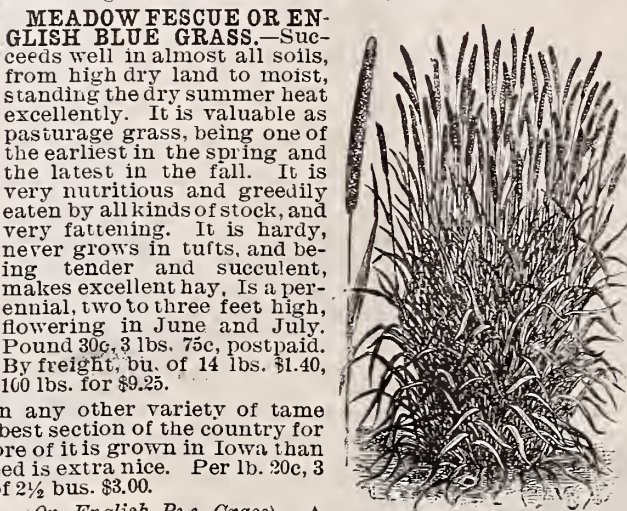 MEADOW FESCUE OR EN-
GLISH BLUE GRASS.—Suc-
ceeds well in almost all soils,
from high dry land to moist,
standing the dry summer heat
excellently. It is valuable as
pasturage grass, being one of
the earliest in the spring and
the latest in the fall. It is
very nutritious and greedily
eaten by all kinds of stock, and
very fattening. It is hardy,
never grows in tufts, and be-
ing tender and succulent,
makes excellent hay. Is a per-
ennial, two to three feet high,
flowering in June and July.
Pound 30c, 3 lbs. 75c, postpaid.
By freight, bu. of 14 lbs. $1.40,
100 lbs. for $9.25.
n any other variety of tame
best section of the country for
ore of it is grown in Iowa than
ed is extra nice. Per lb. 20c, 3
of 2½ bus. $3.00.